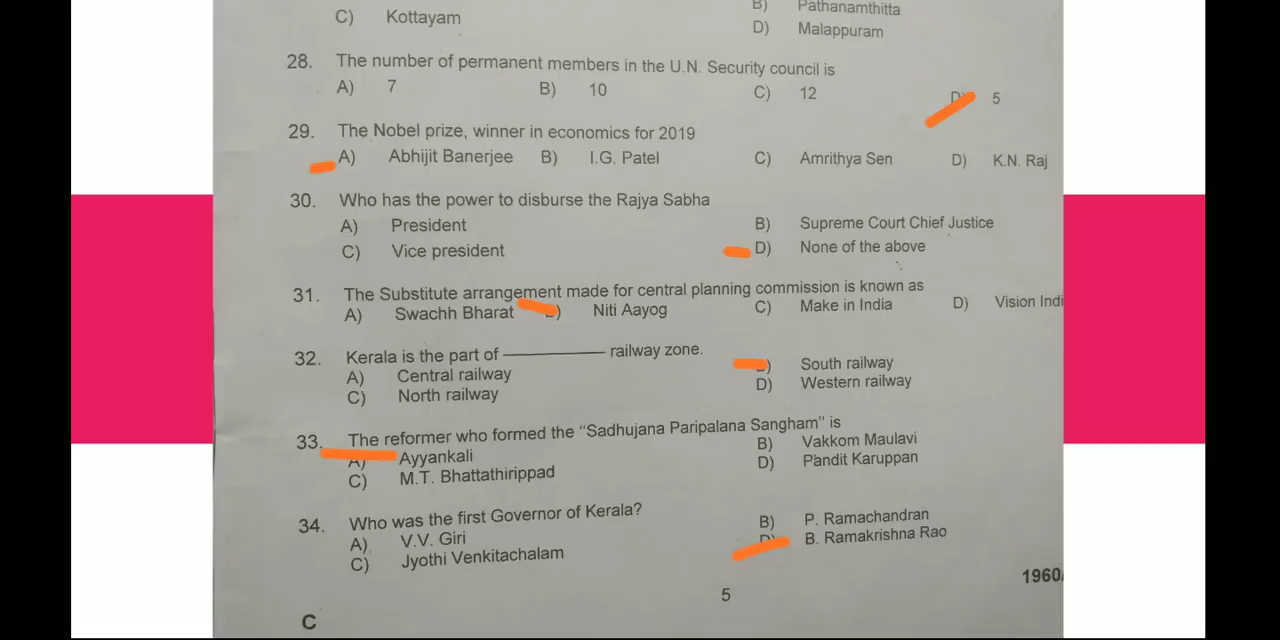 C) Kottayam B) Pathanamthitta
D) Malappuram
28. The number of permanent members in the U.N. Security council is
A) 7 B) 10 C) 12 D) 5
29. The Nobel prize, winner in economics for 2019
A) Abhijit Banerjee B) I.G. Patel C) Amrithya Sen D) K.N. Raj
30. Who has the power to disburse the Rajya Sabha
A) President B) Supreme Court Chief Justice
C) Vice president D) None of the above
31. The Substitute arrangement made for central planning commission is known as
A) Swachh Bharat ) Niti Aayog C) Make in India D) Vision Indi
32. Kerala is the part of ———— railway zone.
A) Central railway ) South railway
C) North railway D) Western railway
33. The reformer who formed the “Sadhujana Paripalana Sangham” is
A) Ayyankali B) Vakkom Maulavi
C) M.T. Bhattathirippad D) Pandit Karuppan
34. Who was the first Governor of Kerala?
A) V.V. Giri B) P. Ramachandran
C) Jyothi Venkitachalam D) B. Ramakrishna Rao
1960/
5
C